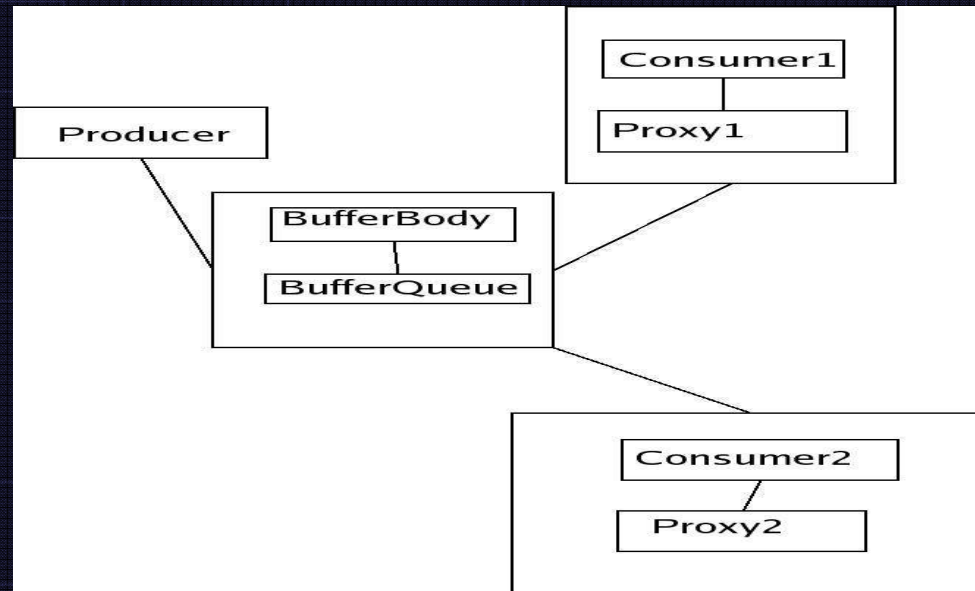 Consumer1
Proxy1
Producer
BufferBody
BufferQueue
Consumer2
Proxy2